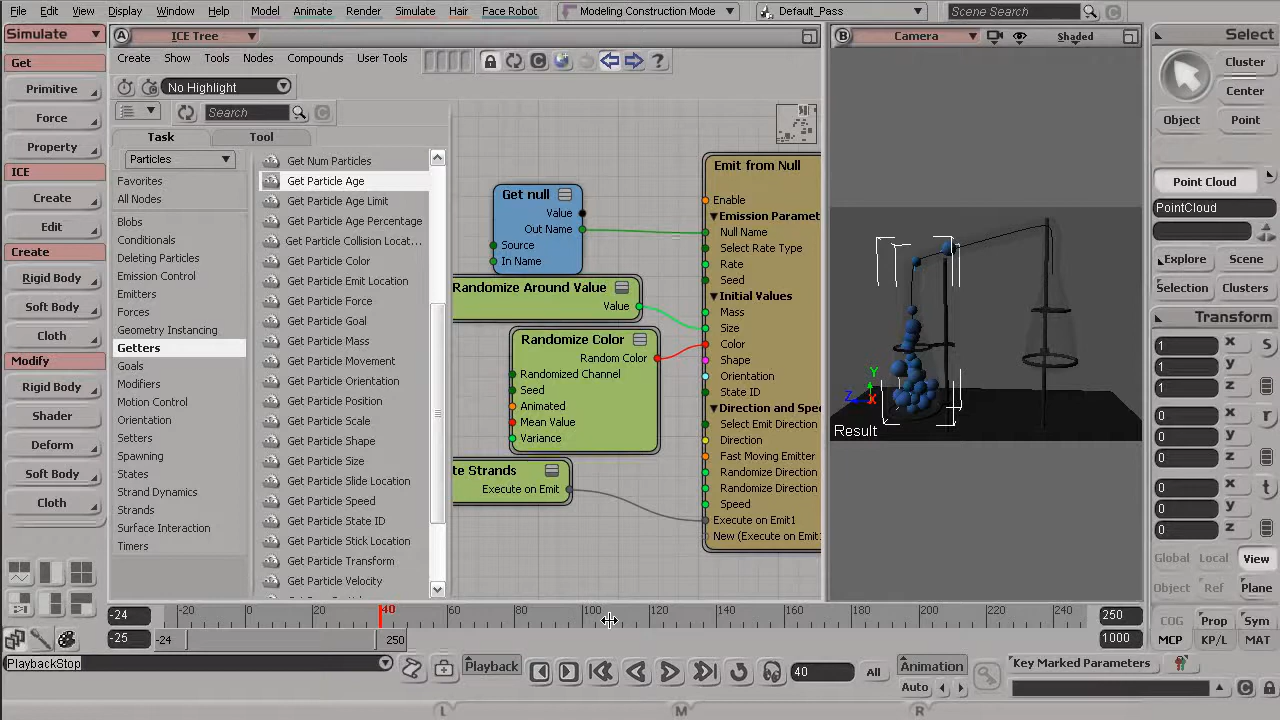 File Edit View Display Window Help Model Animate Render Simulate Hair Face Robot Modeling Construction Mode Default_Pass Scene Search
Simulate
A ICE Tree
B Camera Shaded
Select
Get
Create Show Tools Nodes Compound User Tools
Primitive
Force
Property
ICE
Create
Edit
Create
Rigid Body
Soft Body
Cloth
Modify
Rigid Body
Shader
Deform
Soft Body
Cloth
No Highlight
Search
Task Tool
Particles
Favorites
All Nodes
Blobs
Conditionals
Deleting Particles
Emission Control
Emitters
Forces
Geometry Instancing
Getters
Goals
Modifiers
Motion Control
Orientation
Setters
Spawning
States
Strand Dynamics
Strands
Surface Interaction
Timers
Get Num Particles
Get Particle Age
Get Particle Age Limit
Get Particle Age Percentage
Get Particle Collision Locat...
Get Particle Color
Get Particle Emit Location
Get Particle Force
Get Particle Goal
Get Particle Mass
Get Particle Movement
Get Particle Orientation
Get Particle Position
Get Particle Scale
Get Particle Shape
Get Particle Size
Get Particle Slide Location
Get Particle Speed
Get Particle State ID
Get Particle Stick Location
Get Particle Transform
Get Particle Velocity
Get null
Value
Out Name
Source
In Name
Randomize Around Value
Value
Randomize Color
Random Color
Randomized Channel
Seed
Animated
Mean Value
Variance
te Strands
Execute on Emit
Emit from Null
Enable
Emission Paramet
Null Name
Select Rate Type
Rate
Seed
Initial Values
Mass
Size
Color
Shape
Orientation
State ID
Direction and Spee
Select Emit Direction
Direction
Fast Moving Emitter
Randomize Direction
Randomize Direction
Speed
Execute on Emit1
New (Execute on Emit1
Y
Z X
Result
Cluster
Center
Object Point
Point Cloud
PointCloud
Explore Scene
Selection Clusters
Transform
1 x S
1 y
1 z
0 x r
0 y
0 z
0 x t
0 y
0 z
Global Local View
Object Ref Plane
COG Prop Sym
MCP KP/L MAT
-24 -20 0 20 40 60 80 100 120 140 160 180 200 220 240 250
-25 -24 250 1000
PlaybackStop Playback 40 All Animation Key Marked Parameters
Auto
L M R